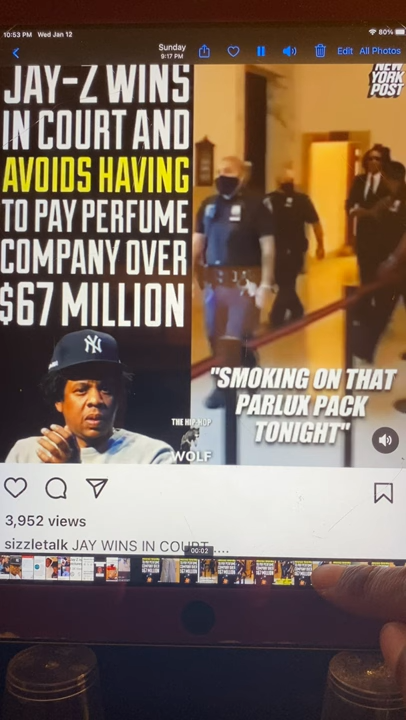 10:53 PM Wed Jan 12
80%
Sunday
9:17 PM
Edit All Photos
JAY-Z WINS
IN COURT AND
AVOIDS HAVING
TO PAY PERFUME
COMPANY OVER
$67 MILLION
NEW
YORK
POST
"SMOKING ON THAT
PARLUX PACK
TONIGHT"
THE HIP-HOP
WOLF
3,952 views
sizzletalk JAY WINS IN COURT ....
00:02